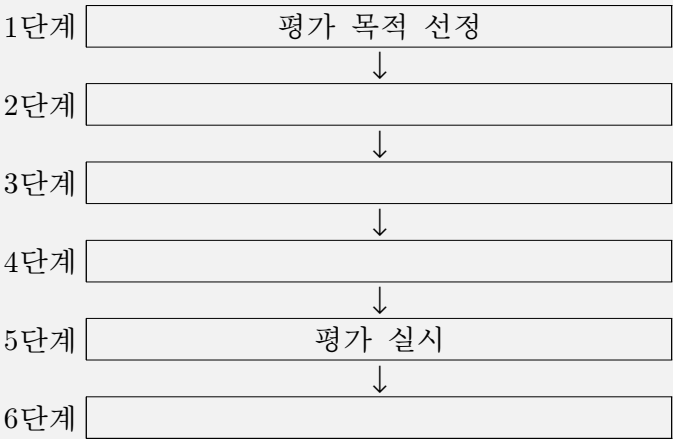 1단계 평가 목적 선정
↓
2단계
↓
3단계
↓
4단계
↓
5단계 평가 실시
↓
6단계